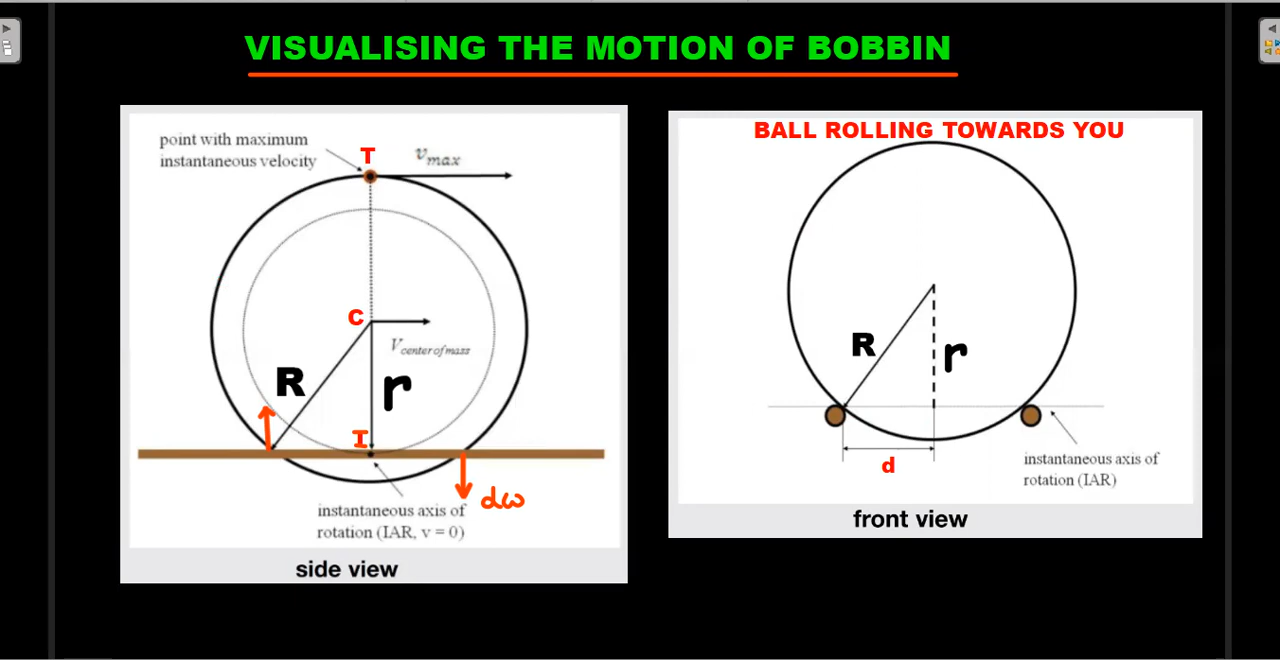 VISUALISING THE MOTION OF BOBBIN
point with maximum
instantaneous velocity
T
vmax
C
Vcenter of mass
R
r
I
dω
instantaneous axis of
rotation (IAR, v = 0)
side view
BALL ROLLING TOWARDS YOU
R
r
d
instantaneous axis of
rotation (IAR)
front view